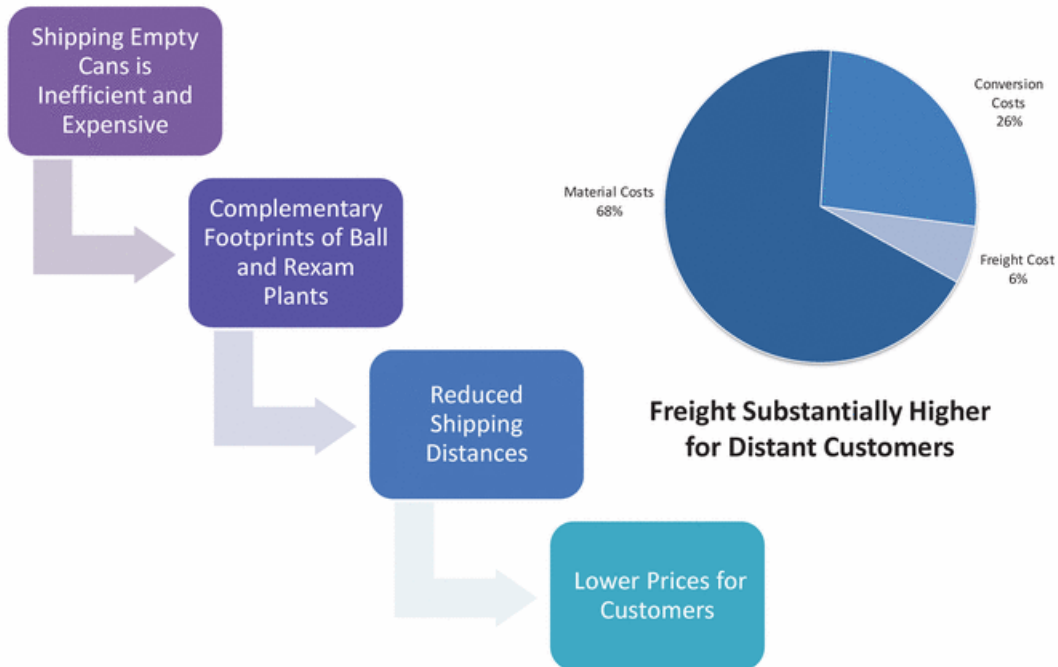 Shipping Empty
Cans is
Inefficient and
Expensive
Complementary
Footprints of Ball
and Rexam
Plants
Reduced
Shipping
Distances
Lower Prices for
Customers
Conversion
Costs
26%
Material Costs
68%
Freight Cost
6%
Freight Substantially Higher
for Distant Customers